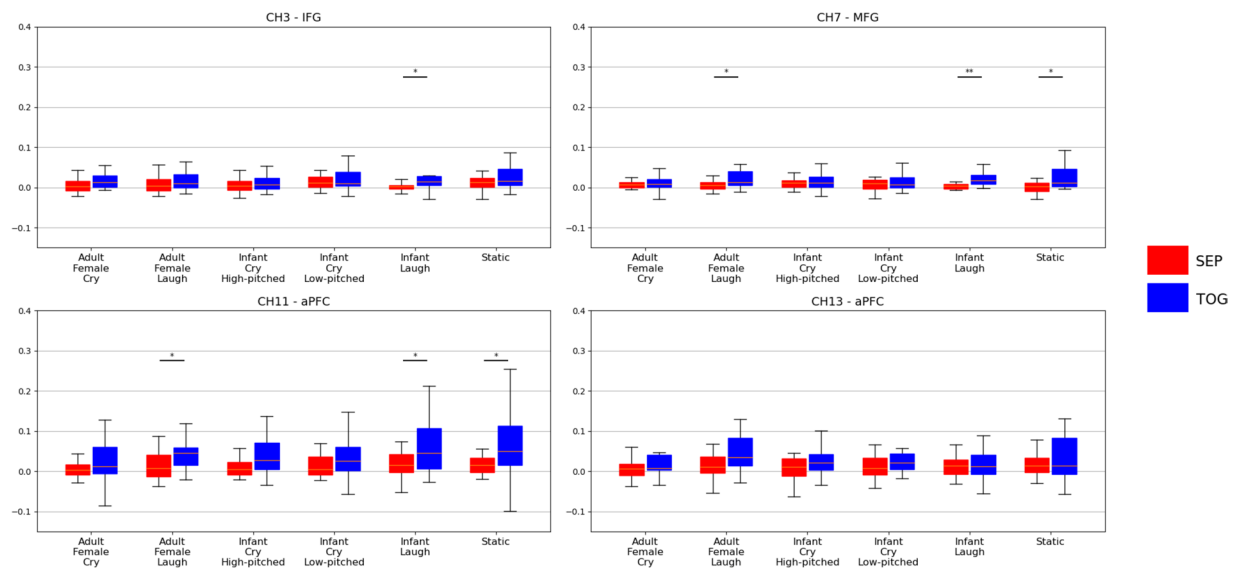 CH3 - IFG
0.4
0.3
0.2
0.1
0.0
−0.1
*
Adult
Female
Cry
Adult
Female
Laugh
Infant
Cry
High-pitched
Infant
Cry
Low-pitched
Infant
Laugh
Static
CH7 - MFG
0.4
0.3
0.2
0.1
0.0
−0.1
*
**
*
Adult
Female
Cry
Adult
Female
Laugh
Infant
Cry
High-pitched
Infant
Cry
Low-pitched
Infant
Laugh
Static
SEP
TOG
CH11 - aPFC
0.4
0.3
0.2
0.1
0.0
−0.1
*
*
*
Adult
Female
Cry
Adult
Female
Laugh
Infant
Cry
High-pitched
Infant
Cry
Low-pitched
Infant
Laugh
Static
CH13 - aPFC
0.4
0.3
0.2
0.1
0.0
−0.1
Adult
Female
Cry
Adult
Female
Laugh
Infant
Cry
High-pitched
Infant
Cry
Low-pitched
Infant
Laugh
Static